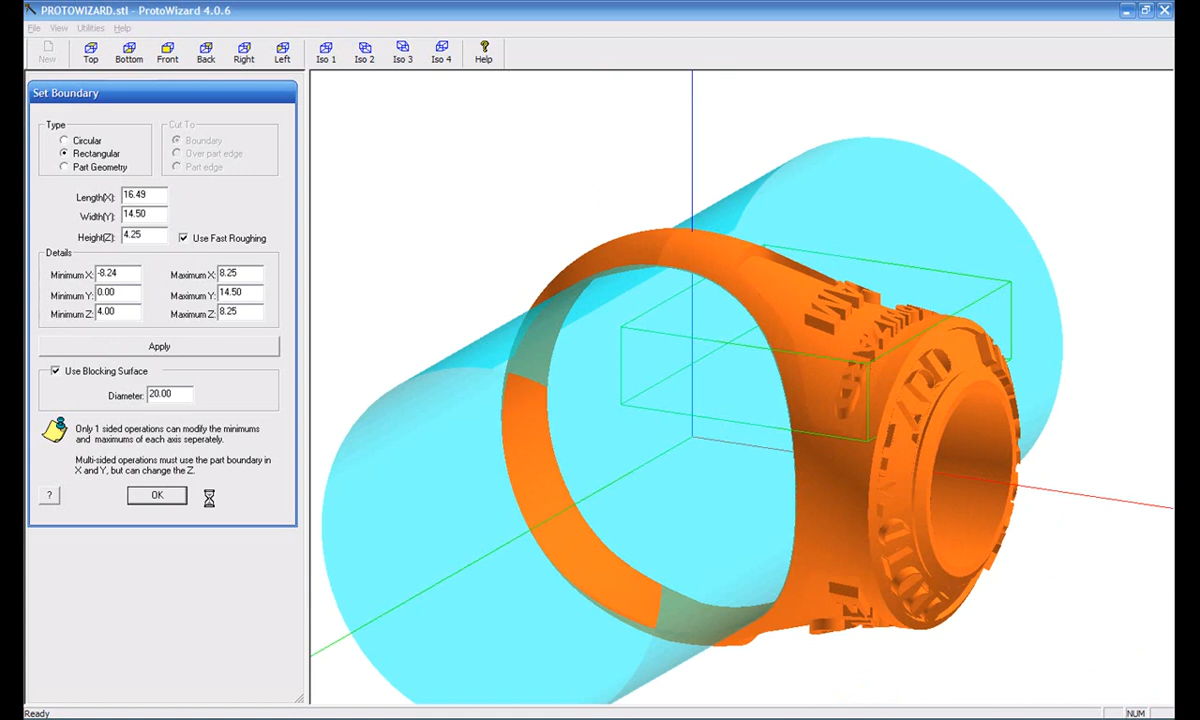 PROTOWIZARD.stl - ProtoWizard 4.0.6
File View Utilities Help
New Top Bottom Front Back Right Left Iso 1 Iso 2 Iso 3 Iso 4 Help
Set Boundary
Type
Circular
Rectangular
Part Geometry
Cut To
Boundary
Over part edge
Part edge
Length(X): 16.49
Width(Y): 14.50
Height(Z): 4.25
Use Fast Roughing
Details
Minimum X: -8.24 Maximum X: 8.25
Minimum Y: 0.00 Maximum Y: 14.50
Minimum Z: 4.00 Maximum Z: 8.25
Apply
Use Blocking Surface
Diameter: 20.00
Only 1 sided operations can modify the minimums
and maximums of each axis seperately.
Multi-sided operations must use the part boundary in
X and Y, but can change the Z.
? OK
Ready NUM